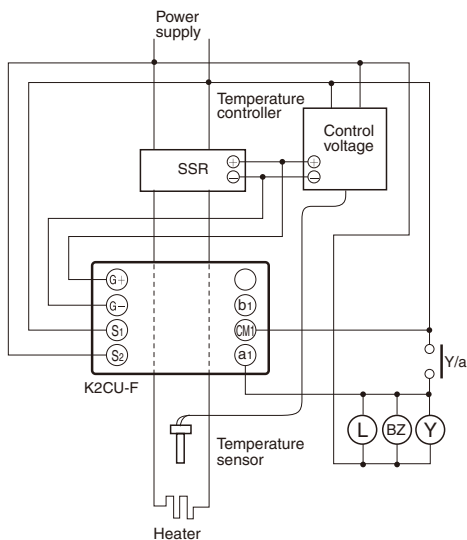 Power
supply
Temperature
controller
Control
voltage
SSR
+
−
+
−
G+
G−
b1
S1
CM1
S2
a1
K2CU-F
Y/a
L
BZ
Y
Temperature
sensor
Heater